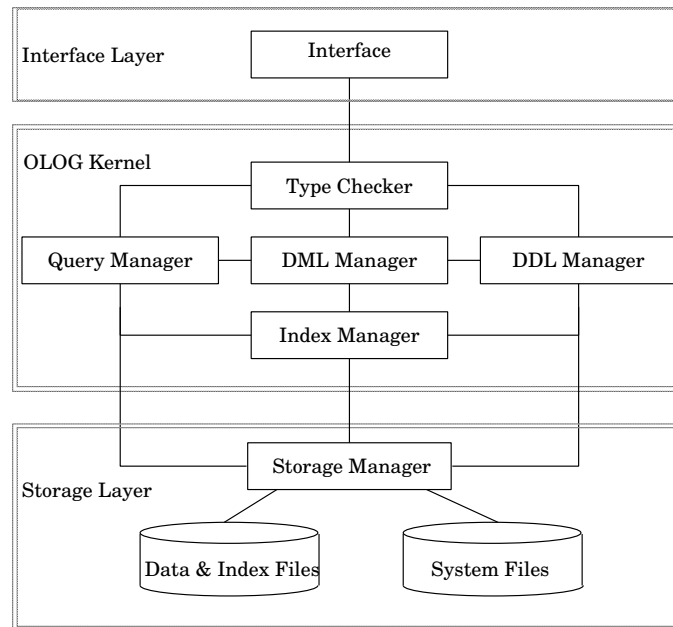 Interface Layer
Interface
OLOG Kernel
Type Checker
Query Manager
DML Manager
DDL Manager
Index Manager
Storage Manager
Storage Layer
Data & Index Files
System Files